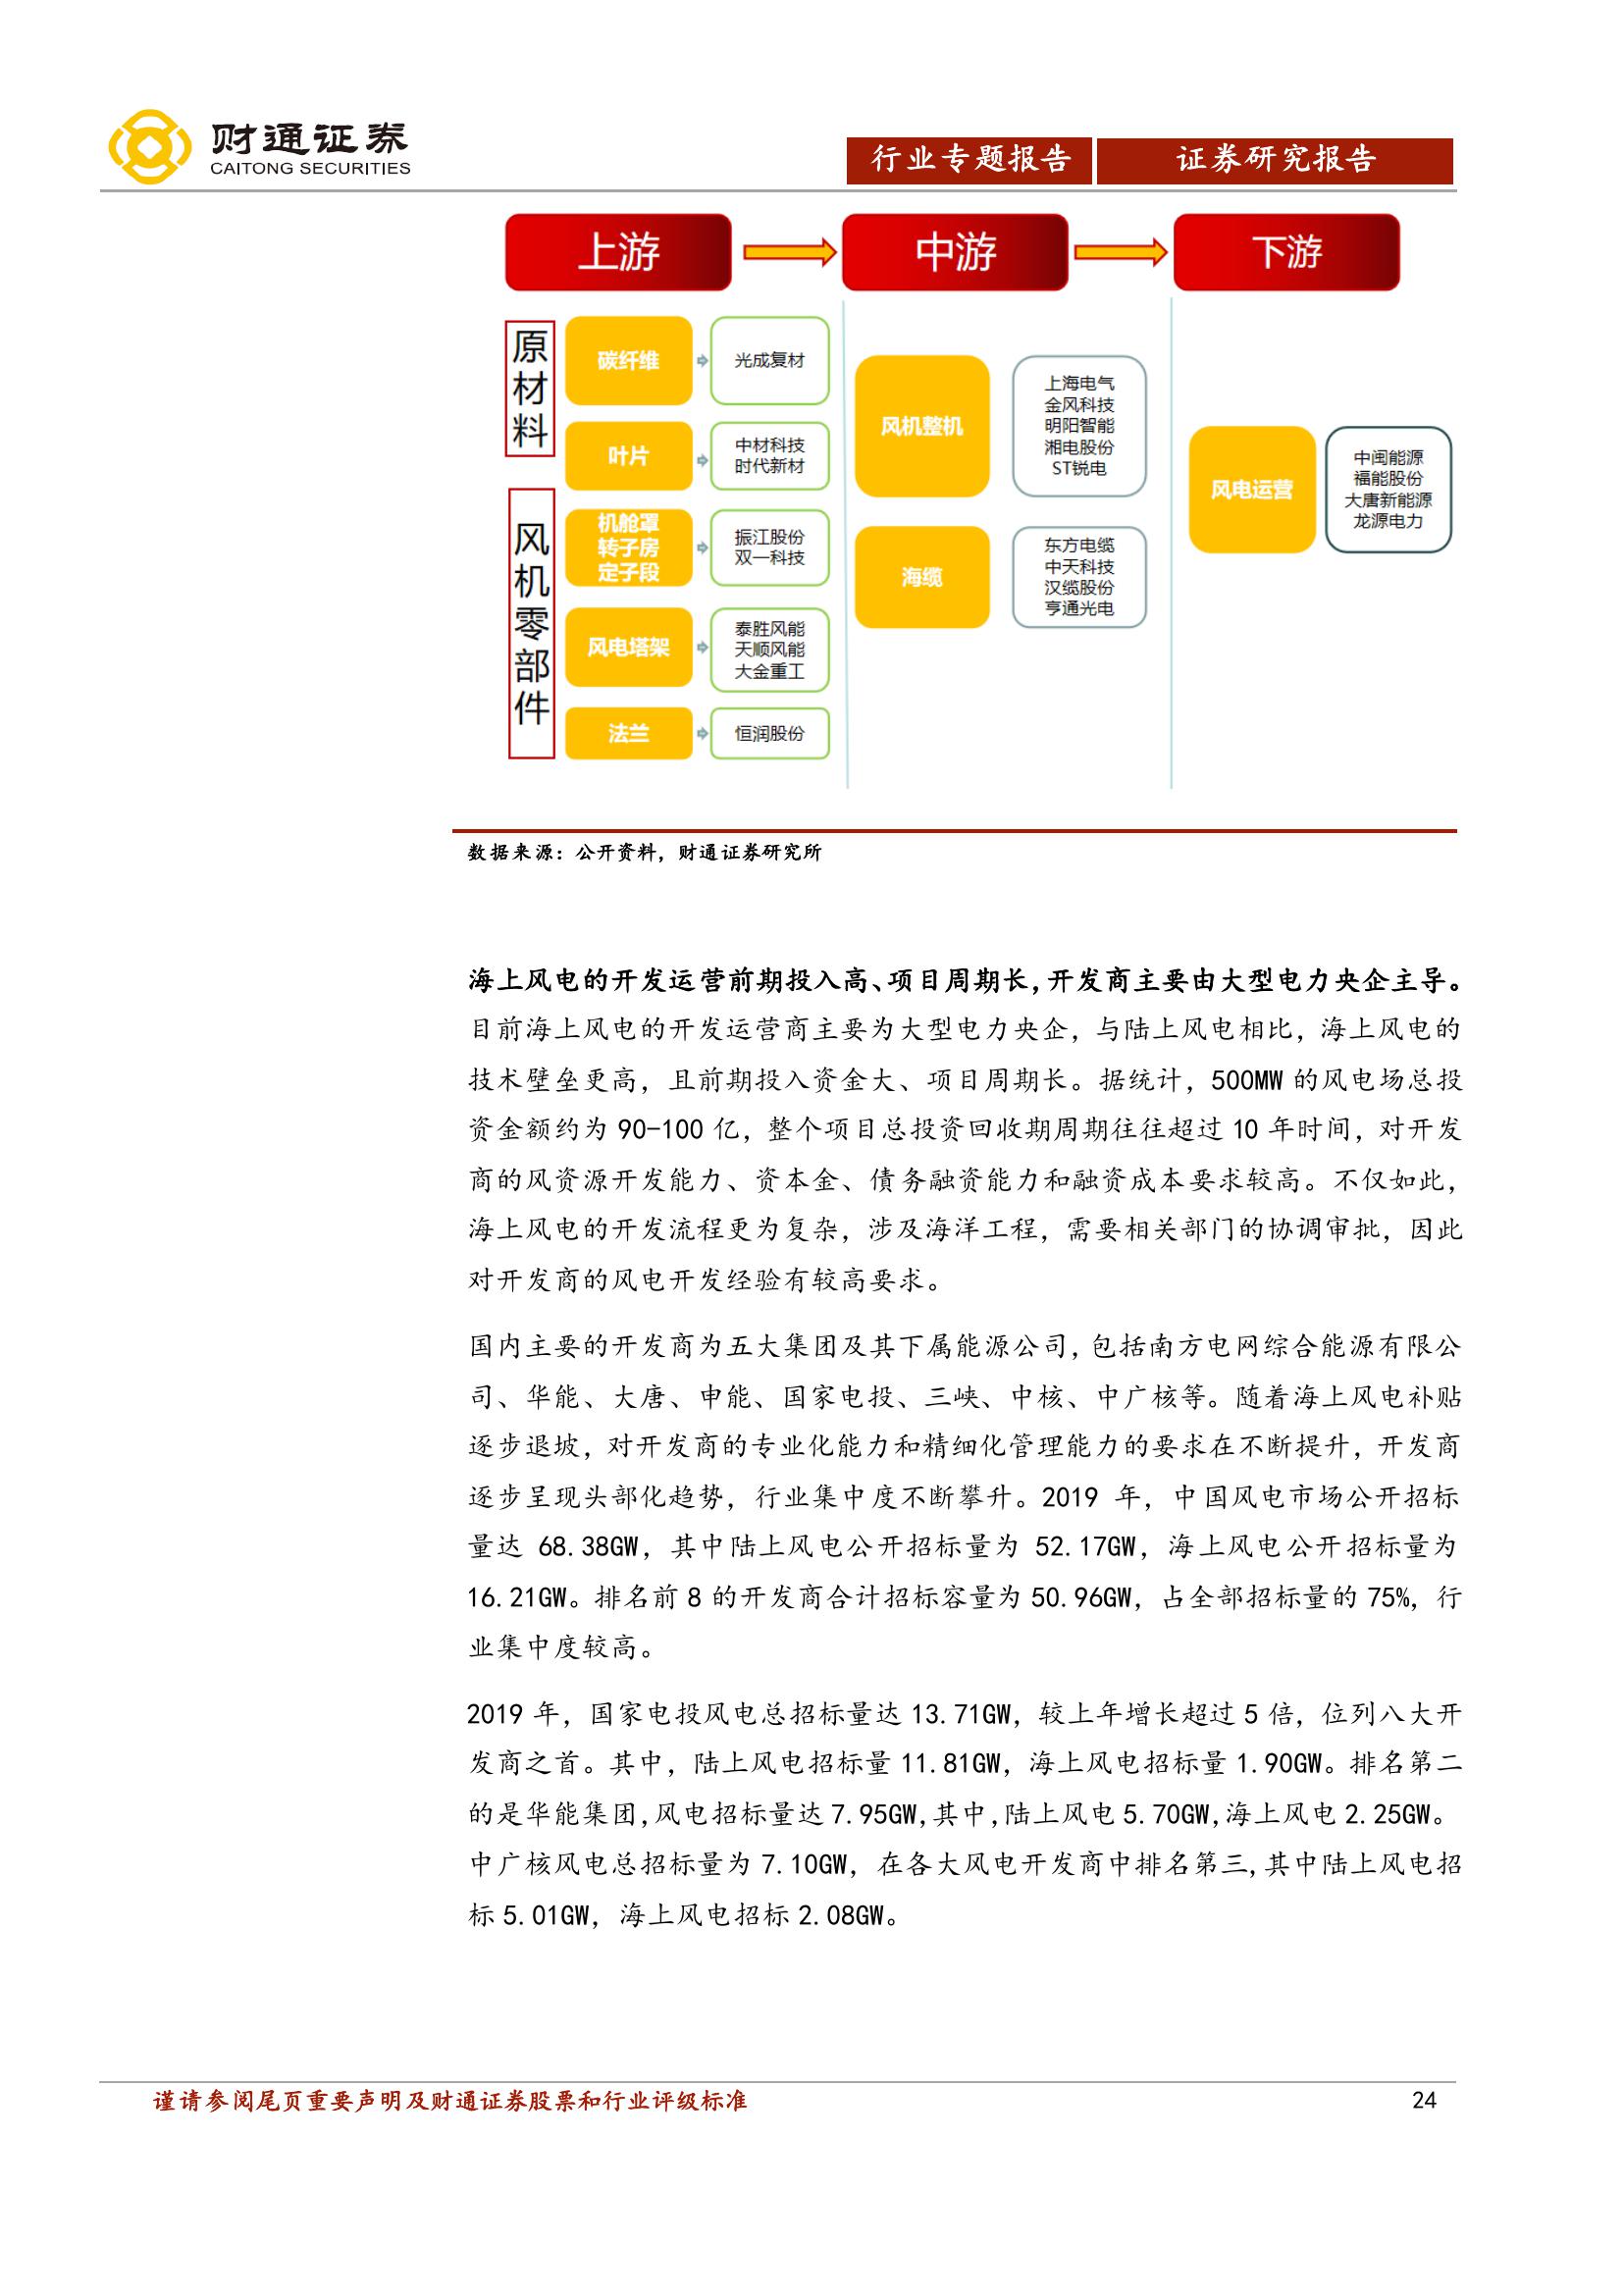 财通证券
CAITONG SECURITIES
行业专题报告
证券研究报告
上游
中游
下游
原材料
碳纤维
光成复材
叶片
中材科技
时代新材
风机零部件
机舱罩
转子房
定子段
振江股份
双一科技
风电塔架
泰胜风能
天顺风能
大金重工
法兰
恒润股份
风机整机
上海电气
金风科技
明阳智能
湘电股份
ST锐电
海缆
东方电缆
中天科技
汉缆股份
亨通光电
风电运营
中闽能源
福能股份
大唐新能源
龙源电力
数据来源：公开资料，财通证券研究所
海上风电的开发运营前期投入高、项目周期长，开发商主要由大型电力央企主导。
目前海上风电的开发运营商主要为大型电力央企，与陆上风电相比，海上风电的
技术壁垒更高，且前期投入资金大、项目周期长。据统计，500MW 的风电场总投
资金额约为 90-100 亿，整个项目总投资回收期周期往往超过 10 年时间，对开发
商的风资源开发能力、资本金、债务融资能力和融资成本要求较高。不仅如此，
海上风电的开发流程更为复杂，涉及海洋工程，需要相关部门的协调审批，因此
对开发商的风电开发经验有较高要求。
国内主要的开发商为五大集团及其下属能源公司，包括南方电网综合能源有限公
司、华能、大唐、申能、国家电投、三峡、中核、中广核等。随着海上风电补贴
逐步退坡，对开发商的专业化能力和精细化管理能力的要求在不断提升，开发商
逐步呈现头部化趋势，行业集中度不断攀升。2019 年，中国风电市场公开招标
量达 68.38GW，其中陆上风电公开招标量为 52.17GW，海上风电公开招标量为
16.21GW。排名前 8 的开发商合计招标容量为 50.96GW，占全部招标量的 75%，行
业集中度较高。
2019 年，国家电投风电总招标量达 13.71GW，较上年增长超过 5 倍，位列八大开
发商之首。其中，陆上风电招标量 11.81GW，海上风电招标量 1.90GW。排名第二
的是华能集团，风电招标量达 7.95GW，其中，陆上风电 5.70GW，海上风电 2.25GW。
中广核风电总招标量为 7.10GW，在各大风电开发商中排名第三，其中陆上风电招
标 5.01GW，海上风电招标 2.08GW。
谨请参阅尾页重要声明及财通证券股票和行业评级标准
24